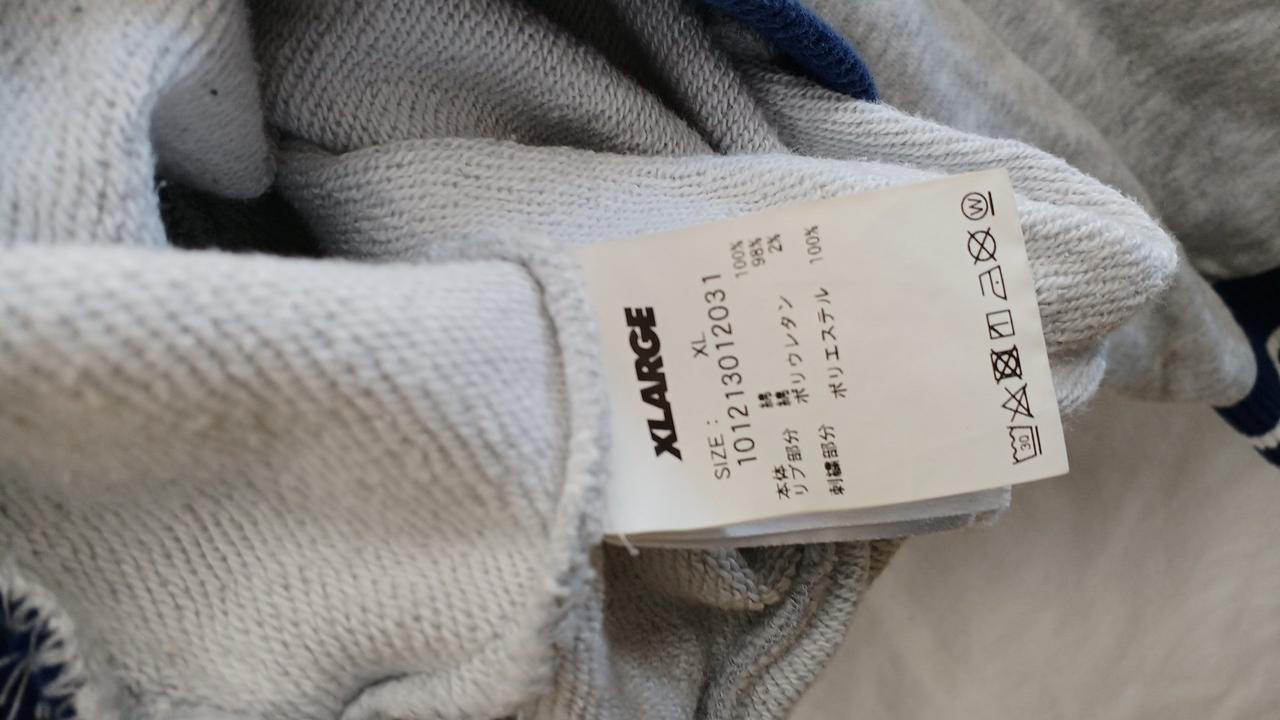 XLARGE
SIZE： XL
101213012031
本体 綿 100%
リブ部分 綿 98%
ポリウレタン 2%
刺繍部分 ポリエステル 100%
30
W